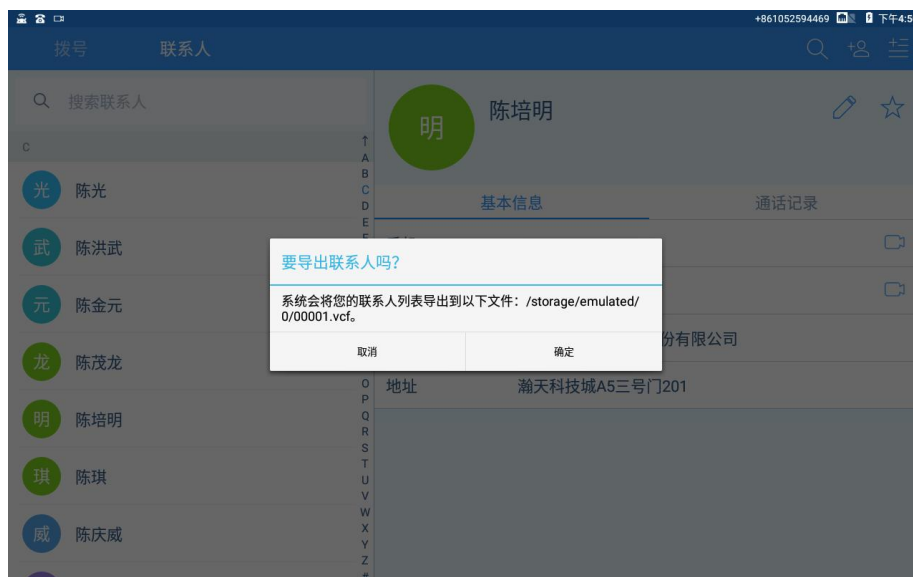 +861052594469 下午4:5
拨号 联系人
搜索联系人
C
光 陈光
武 陈洪武
元 陈金元
龙 陈茂龙
明 陈培明
琪 陈琪
威 陈庆威
↑
A
B
C
D
E
O
P
Q
R
S
T
U
V
W
X
Y
Z
#
明 陈培明
基本信息 通话记录
份有限公司
地址 瀚天科技城A5三号门201
要导出联系人吗?
系统会将您的联系人列表导出到以下文件：/storage/emulated/
0/00001.vcf。
取消 确定